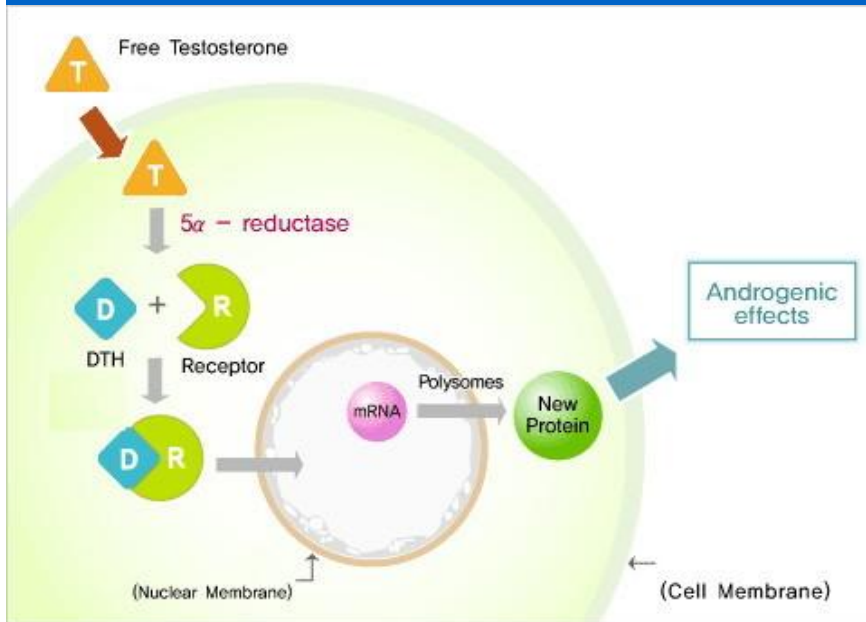 Free Testosterone
T
T
5α - reductase
D
+
R
DTH
Receptor
D
R
mRNA
Polysomes
New
Protein
Androgenic
effects
(Nuclear Membrane)
(Cell Membrane)